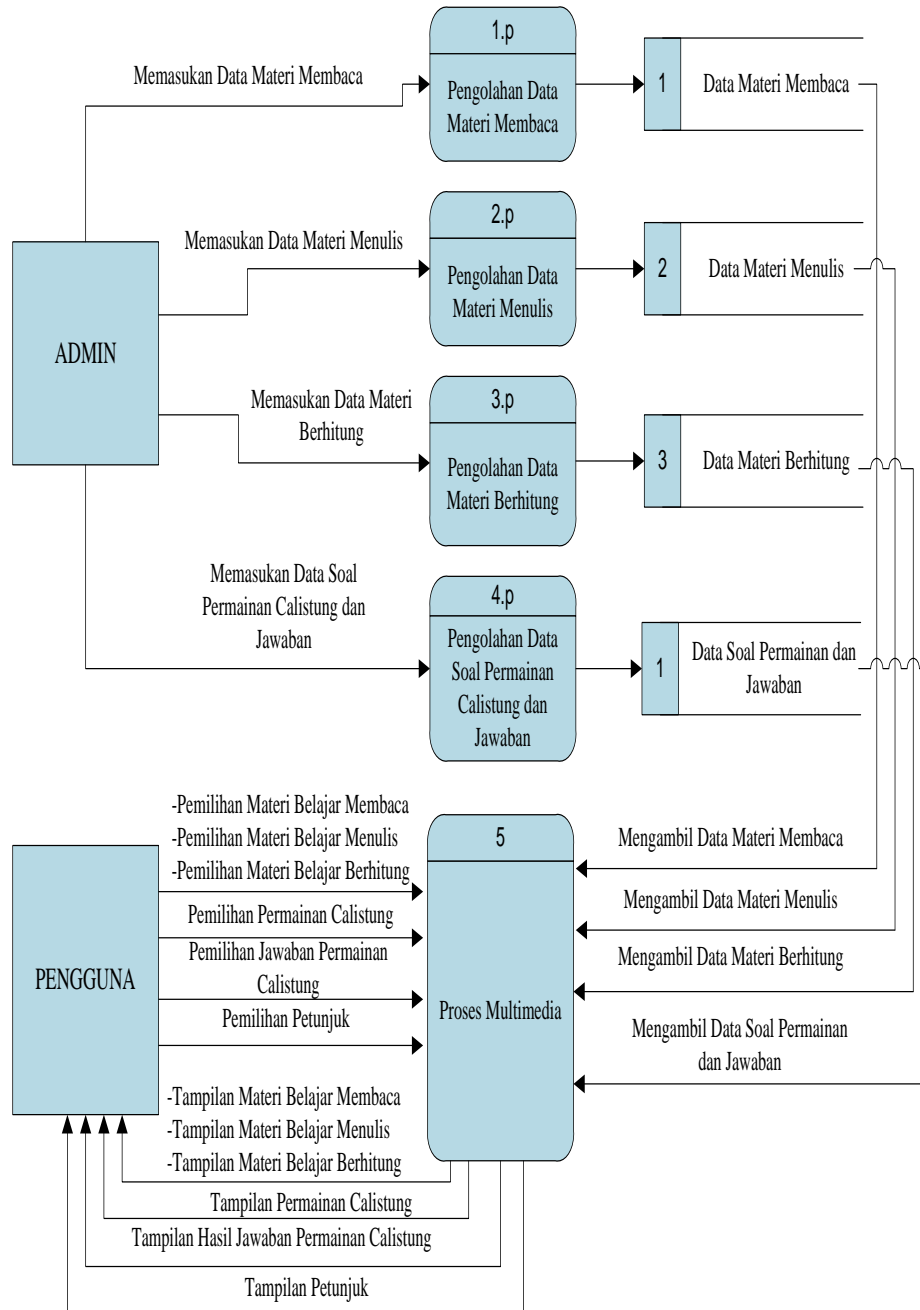 1.p
Memasukan Data Materi Membaca
Pengolahan Data
Materi Membaca
1
Data Materi Membaca
2.p
Memasukan Data Materi Menulis
Pengolahan Data
Materi Menulis
2
Data Materi Menulis
ADMIN
3.p
Memasukan Data Materi
Berhitung
Pengolahan Data
Materi Berhitung
3
Data Materi Berhitung
Memasukan Data Soal
Permainan Calistung dan
Jawaban
4.p
Pengolahan Data
Soal Permainan
Calistung dan
Jawaban
1
Data Soal Permainan dan
Jawaban
-Pemilihan Materi Belajar Membaca
-Pemilihan Materi Belajar Menulis
-Pemilihan Materi Belajar Berhitung
Pemilihan Permainan Calistung
Pemilihan Jawaban Permainan
Calistung
Pemilihan Petunjuk
PENGGUNA
5
Proses Multimedia
Mengambil Data Materi Membaca
Mengambil Data Materi Menulis
Mengambil Data Materi Berhitung
Mengambil Data Soal Permainan
dan Jawaban
-Tampilan Materi Belajar Membaca
-Tampilan Materi Belajar Menulis
-Tampilan Materi Belajar Berhitung
Tampilan Permainan Calistung
Tampilan Hasil Jawaban Permainan Calistung
Tampilan Petunjuk